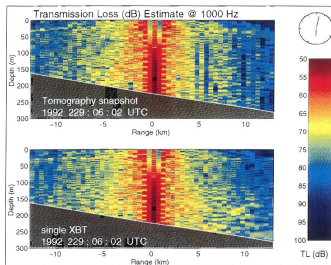 Transmission Loss (dB) Estimate @ 1000 Hz
0
50
100
150
200
250
300
Depth (m)
Tomography snapshot
1992 229 : 06 : 02 UTC
-10 -5 0 5 10
Range (km)
0
50
100
150
200
250
300
Depth (m)
single XBT
1992 229 : 06 : 02 UTC
-10 -5 0 5 10
Range (km)
50
55
60
65
70
75
80
85
90
95
100
TL (dB)